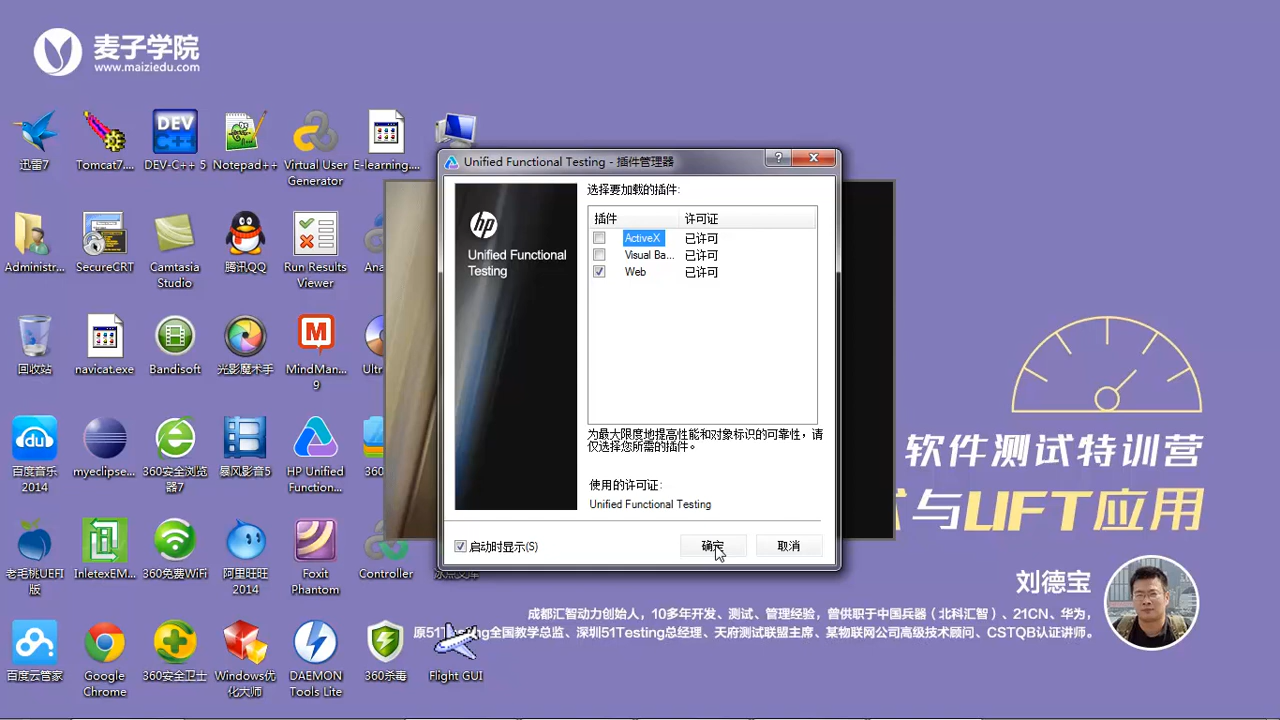 麦子学院
www.maiziedu.com
迅雷7
Tomcat7....
DEV-C++ 5
Notepad++
Virtual User Generator
E-learning....
Administr...
SecureCRT
Camtasia Studio
腾讯QQ
Run Results Viewer
Ana
回收站
navicat.exe
Bandisoft
光影魔术手
MindMan... 9
Ultr
百度音乐 2014
myeclipse...
360安全浏览器7
暴风影音5
HP Unified Function...
360
老毛桃UEFI版
InletexEM...
360免费WiFi
阿里旺旺 2014
Foxit Phantom
Controller
百度云管家
Google Chrome
360安全卫士
Windows优化大师
DAEMON Tools Lite
360杀毒
Flight GUI
Unified Functional Testing - 插件管理器
hp
Unified Functional
Testing
选择要加载的插件:
插件 许可证
ActiveX 已许可
Visual Ba... 已许可
Web 已许可
为最大限度地提高性能和对象标识的可靠性，请
仅选择您所需的插件。
使用的许可证:
Unified Functional Testing
启动时显示(S)
确定
取消
软件测试特训营
与UFT应用
刘德宝
成都汇智动力创始人，10多年开发、测试、管理经验，曾供职于中国兵器（北科汇智）、21CN、华为，
原51Testing全国教学总监、深圳51Testing总经理、天府测试联盟主席、某物联网公司高级技术顾问、CSTQB认证讲师。